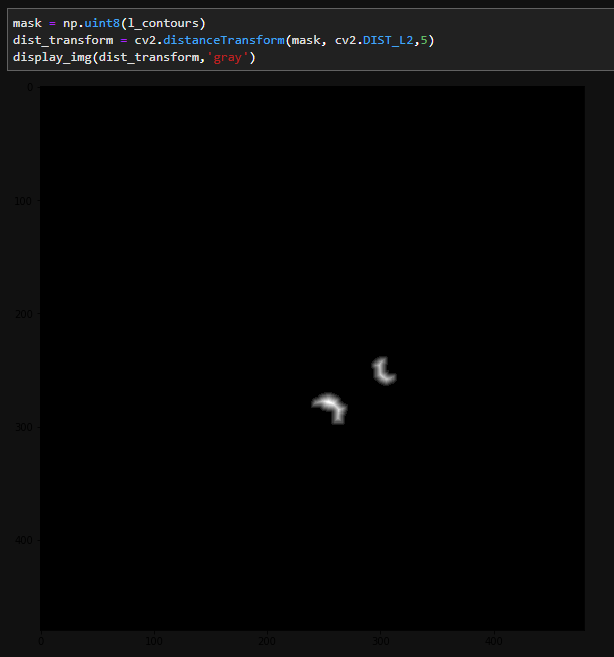 mask = np.uint8(l_contours)
dist_transform = cv2.distanceTransform(mask, cv2.DIST_L2,5)
display_img(dist_transform,'gray')
0
100
200
300
400
0 100 200 300 400